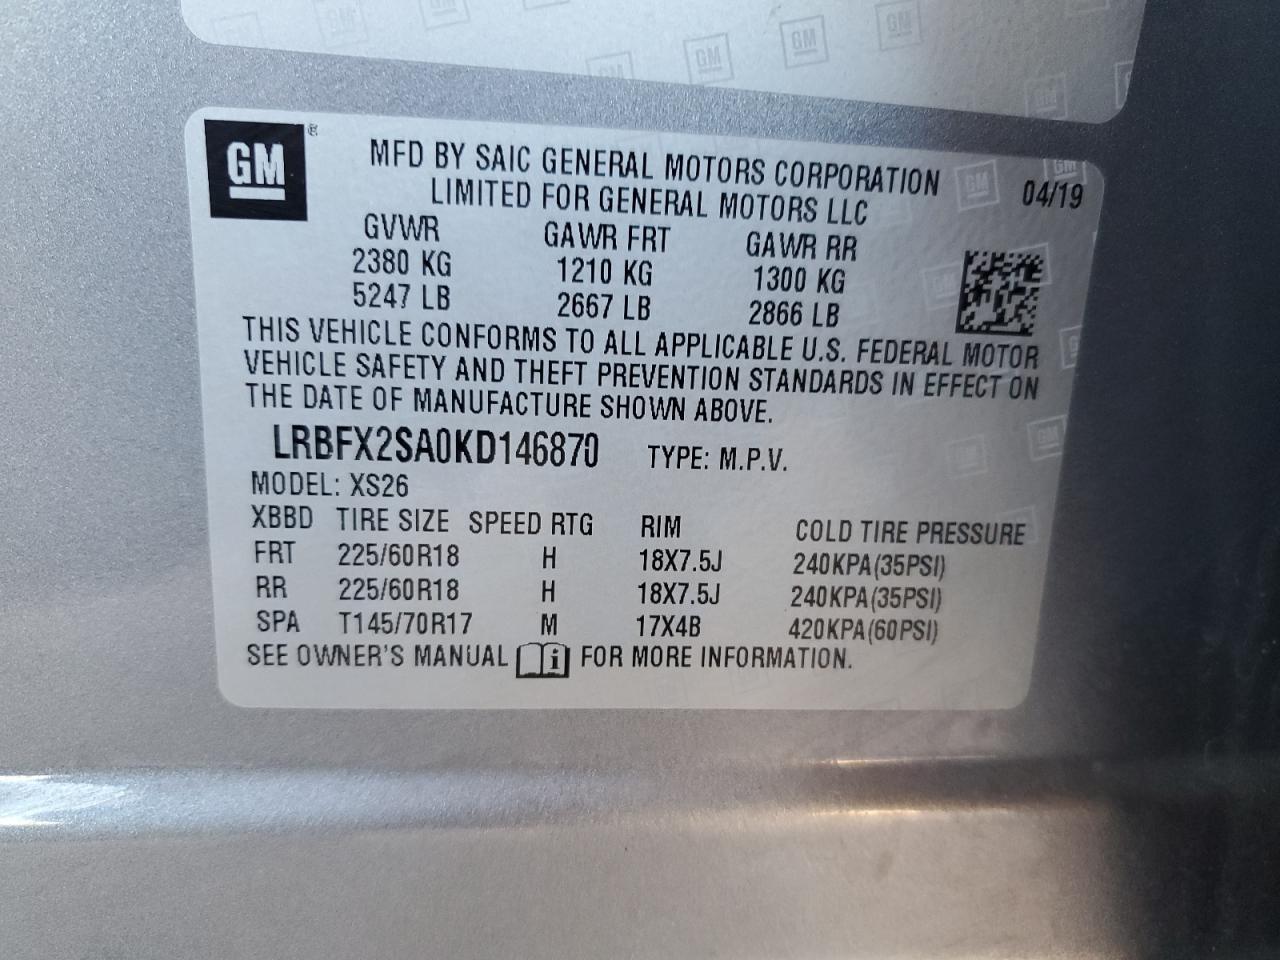 GM
MFD BY SAIC GENERAL MOTORS CORPORATION
LIMITED FOR GENERAL MOTORS LLC
04/19
GVWR GAWR FRT GAWR RR
2380 KG 1210 KG 1300 KG
5247 LB 2667 LB 2866 LB
THIS VEHICLE CONFORMS TO ALL APPLICABLE U.S. FEDERAL MOTOR
VEHICLE SAFETY AND THEFT PREVENTION STANDARDS IN EFFECT ON
THE DATE OF MANUFACTURE SHOWN ABOVE.
LRBFX2SA0KD146870 TYPE: M.P.V.
MODEL: XS26
XBBD TIRE SIZE SPEED RTG RIM COLD TIRE PRESSURE
FRT 225/60R18 H 18X7.5J 240KPA(35PSI)
RR 225/60R18 H 18X7.5J 240KPA(35PSI)
SPA T145/70R17 M 17X4B 420KPA(60PSI)
SEE OWNER'S MANUAL i FOR MORE INFORMATION.